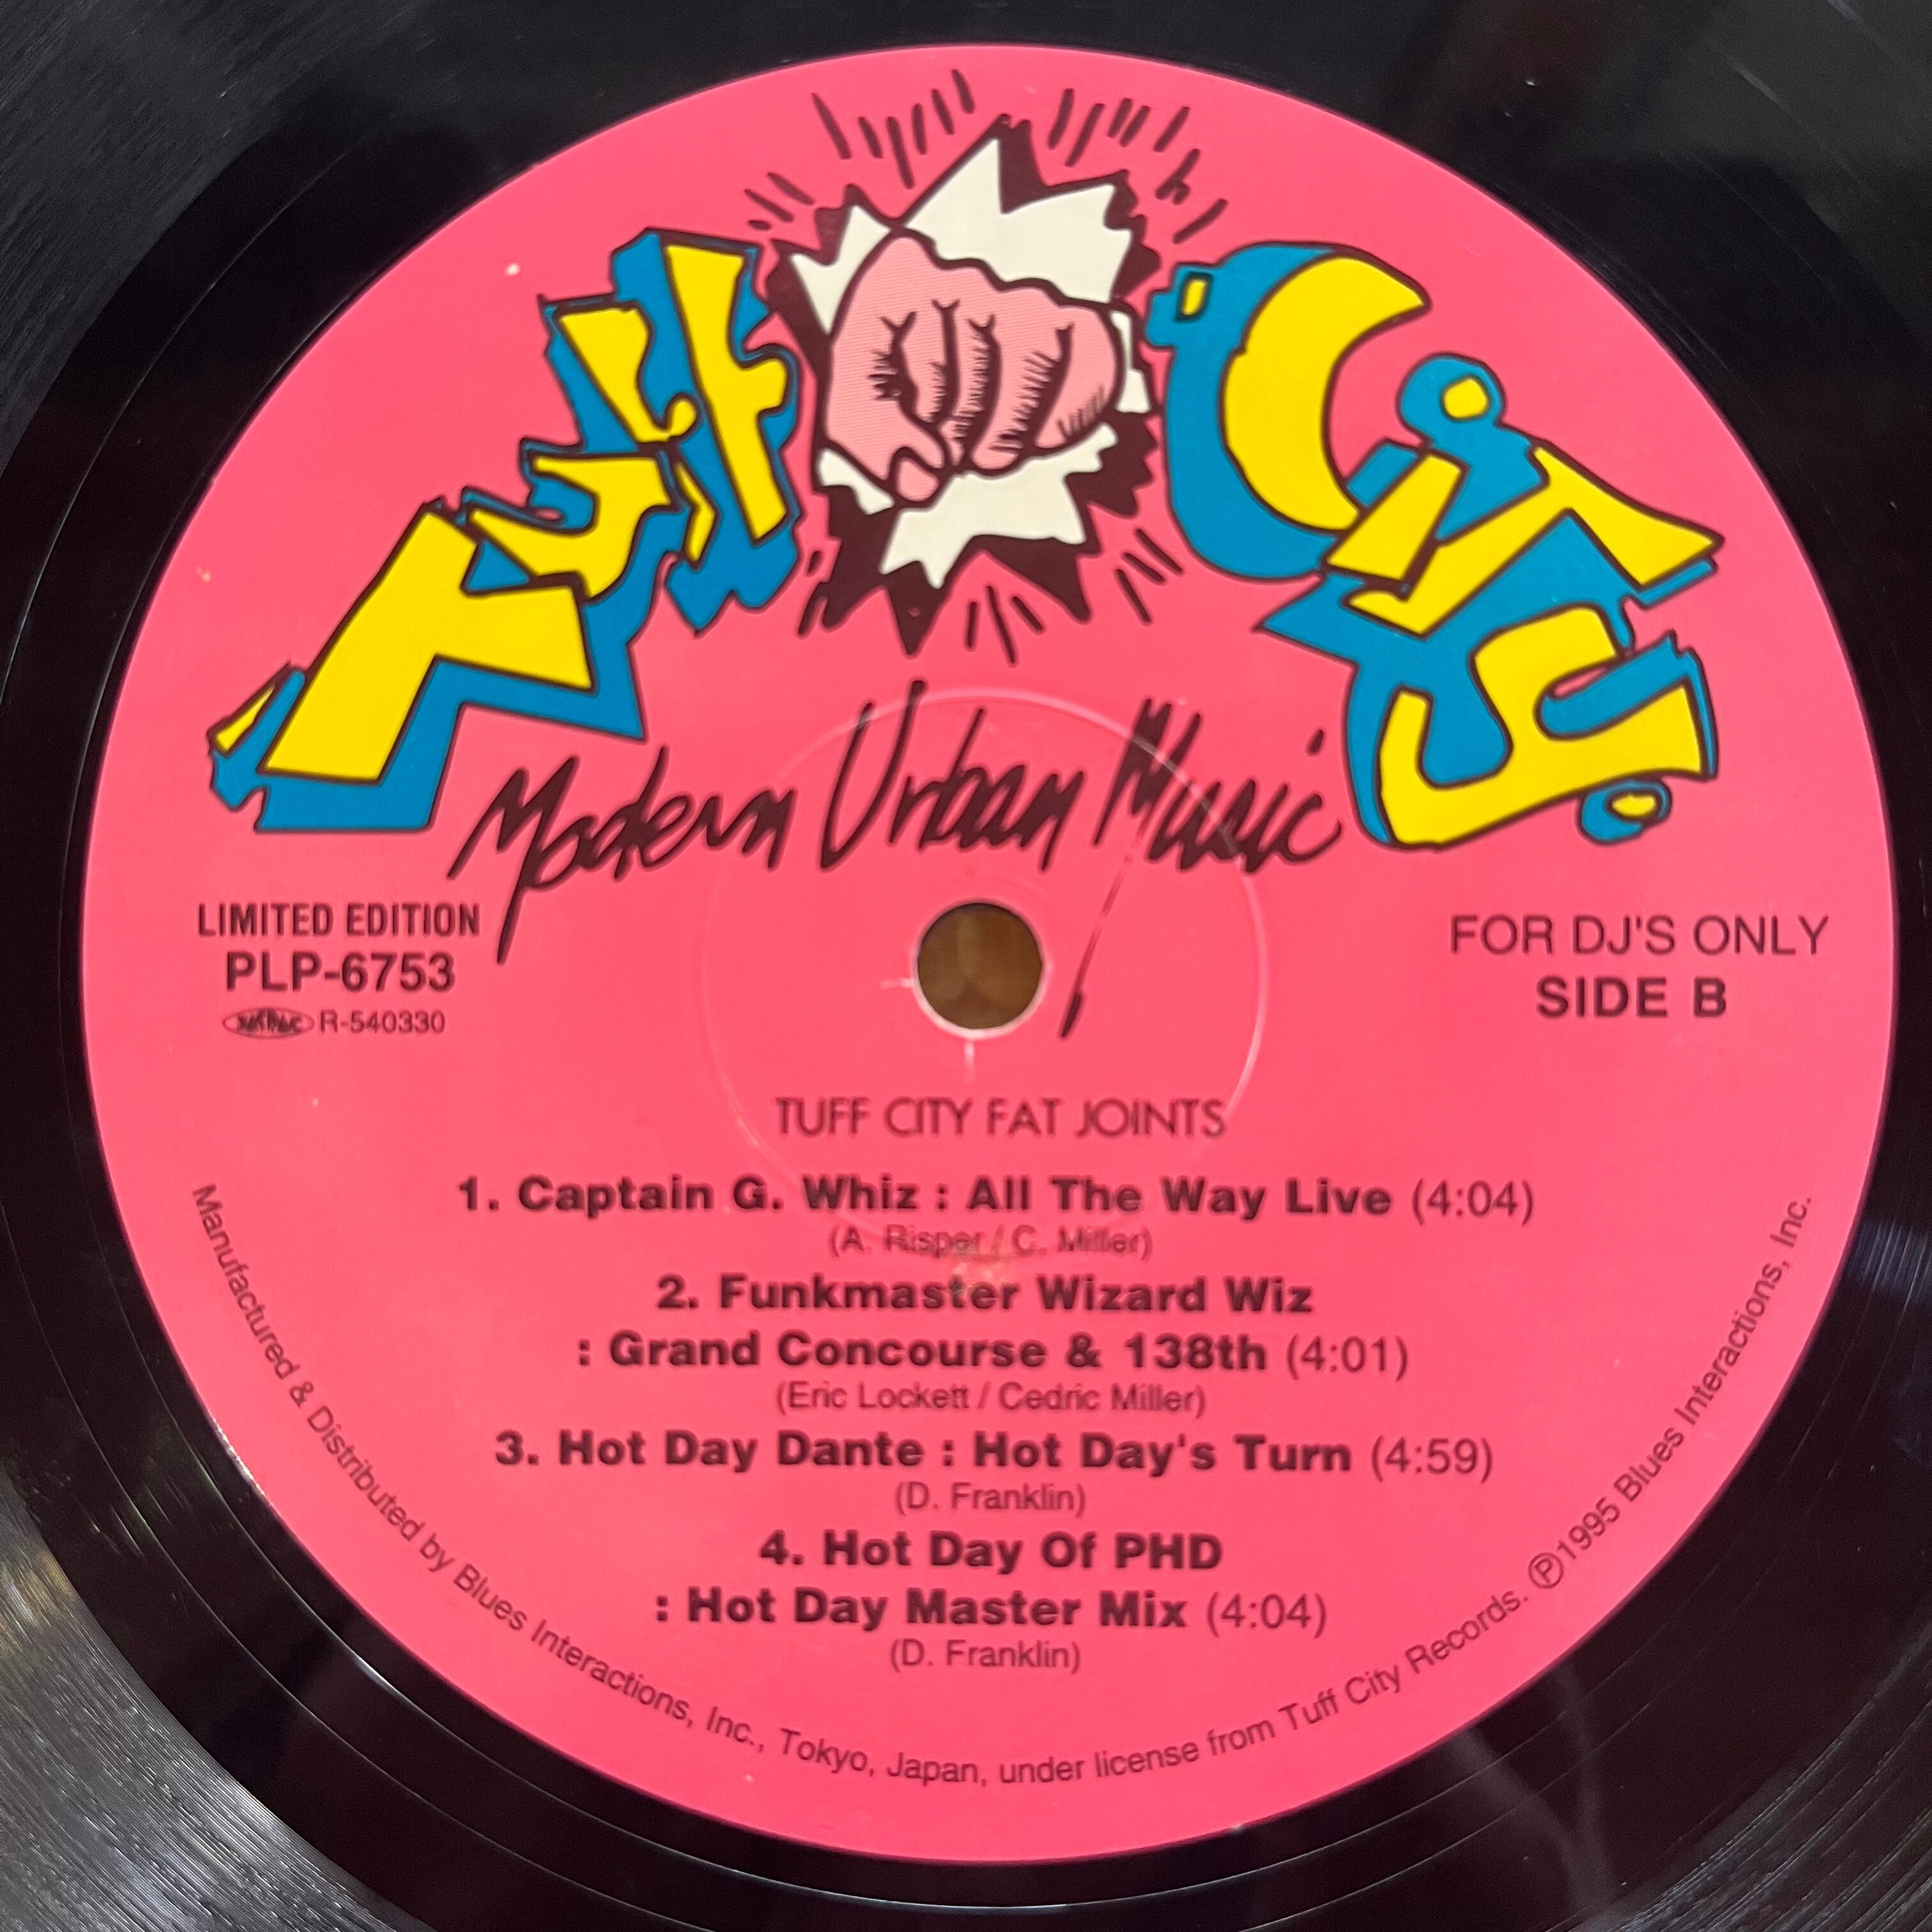 Tuff City.
Modern Urban Music
LIMITED EDITION
PLP-6753
R-540330
FOR DJ'S ONLY
SIDE B
TUFF CITY FAT JOINTS
1. Captain G. Whiz : All The Way Live (4:04)
(A. Risper / C. Miller)
2. Funkmaster Wizard Wiz
: Grand Concourse & 138th (4:01)
(Eric Lockett / Cedric Miller)
3. Hot Day Dante : Hot Day's Turn (4:59)
(D. Franklin)
4. Hot Day Of PHD
: Hot Day Master Mix (4:04)
(D. Franklin)
Manufactured & Distributed by Blues Interactions, Inc., Tokyo, Japan, under license from Tuff City Records. ℗1995 Blues Interactions, Inc.